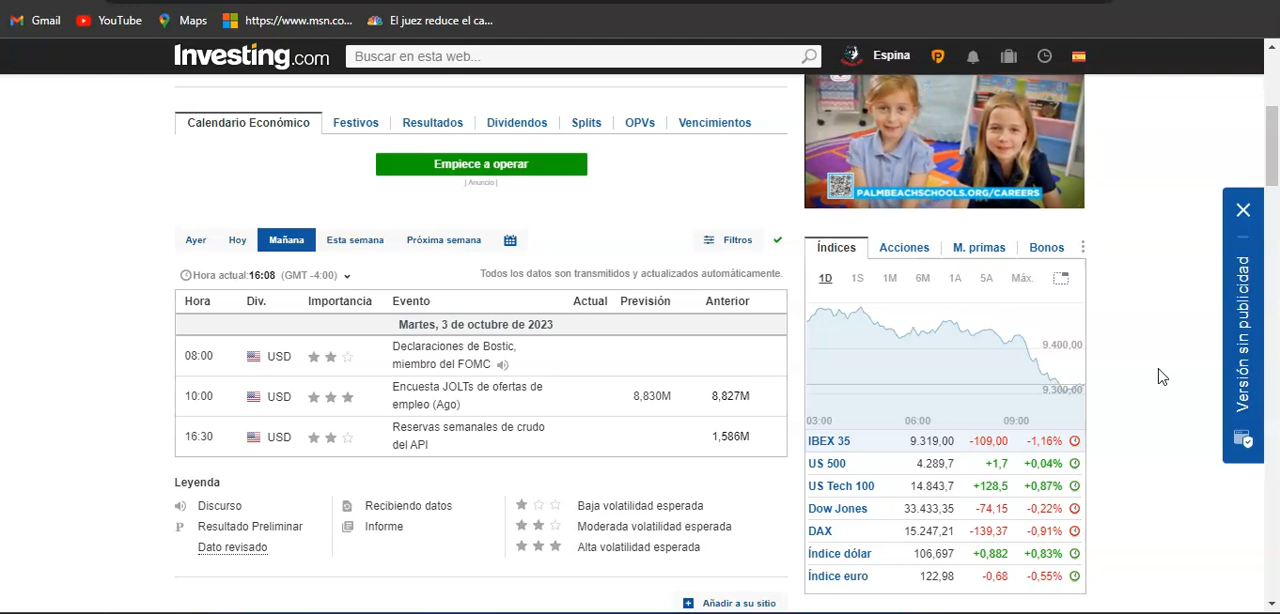 Gmail YouTube Maps https://www.msn.co... El juez reduce el ca...
Investing.com Buscar en esta web... Espina
Calendario Económico Festivos Resultados Dividendos Splits OPVs Vencimientos
Empiece a operar
| Anuncio |
PALMBEACHSCHOOLS.ORG/CAREERS
Ayer Hoy Mañana Esta semana Próxima semana Filtros
Hora actual: 16:08 (GMT -4:00) Todos los datos son transmitidos y actualizados automáticamente.
Hora Div. Importancia Evento Actual Previsión Anterior
Martes, 3 de octubre de 2023
08:00 USD Declaraciones de Bostic,
miembro del FOMC
10:00 USD Encuesta JOLTs de ofertas de
empleo (Ago) 8,830M 8,827M
16:30 USD Reservas semanales de crudo
del API 1,586M
Leyenda
Discurso Recibiendo datos Baja volatilidad esperada
P Resultado Preliminar Informe Moderada volatilidad esperada
Dato revisado Alta volatilidad esperada
Añadir a su sitio
Índices Acciones M. primas Bonos
1D 1S 1M 6M 1A 5A Máx.
9.400,00
9.300,00
03:00 06:00 09:00
IBEX 35 9.319,00 -109,00 -1,16%
US 500 4.289,7 +1,7 +0,04%
US Tech 100 14.843,7 +128,5 +0,87%
Dow Jones 33.433,35 -74,15 -0,22%
DAX 15.247,21 -139,37 -0,91%
Índice dólar 106,697 +0,882 +0,83%
Índice euro 122,98 -0,68 -0,55%
Versión sin publicidad